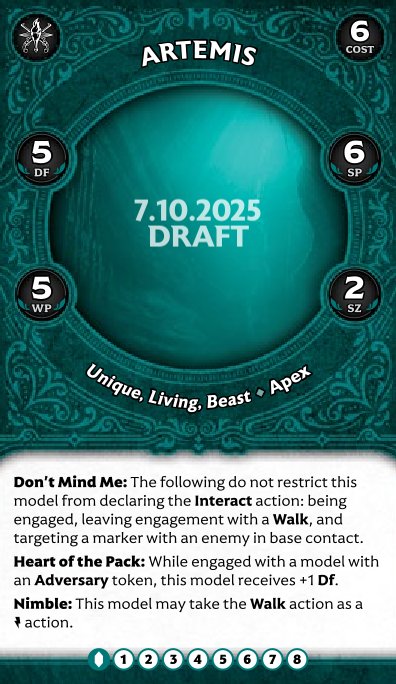 ARTEMIS
6
COST
5
DF
6
SP
7.10.2025
DRAFT
5
WP
2
SZ
Unique, Living, Beast ⬥ Apex
Don't Mind Me: The following do not restrict this
model from declaring the Interact action: being
engaged, leaving engagement with a Walk, and
targeting a marker with an enemy in base contact.
Heart of the Pack: While engaged with a model with
an Adversary token, this model receives +1 Df.
Nimble: This model may take the Walk action as a
action.
1 2 3 4 5 6 7 8